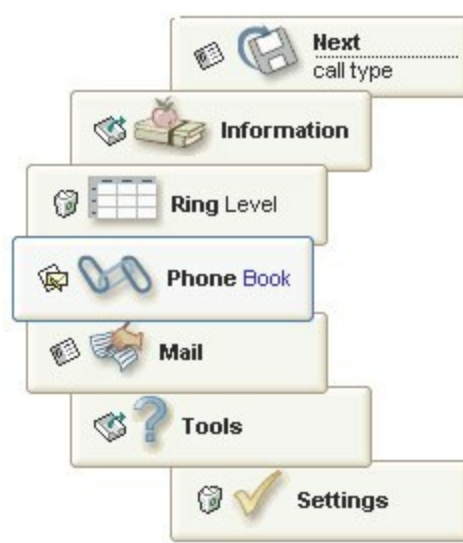 Next
call type
Information
Ring Level
Phone Book
Mail
Tools
Settings